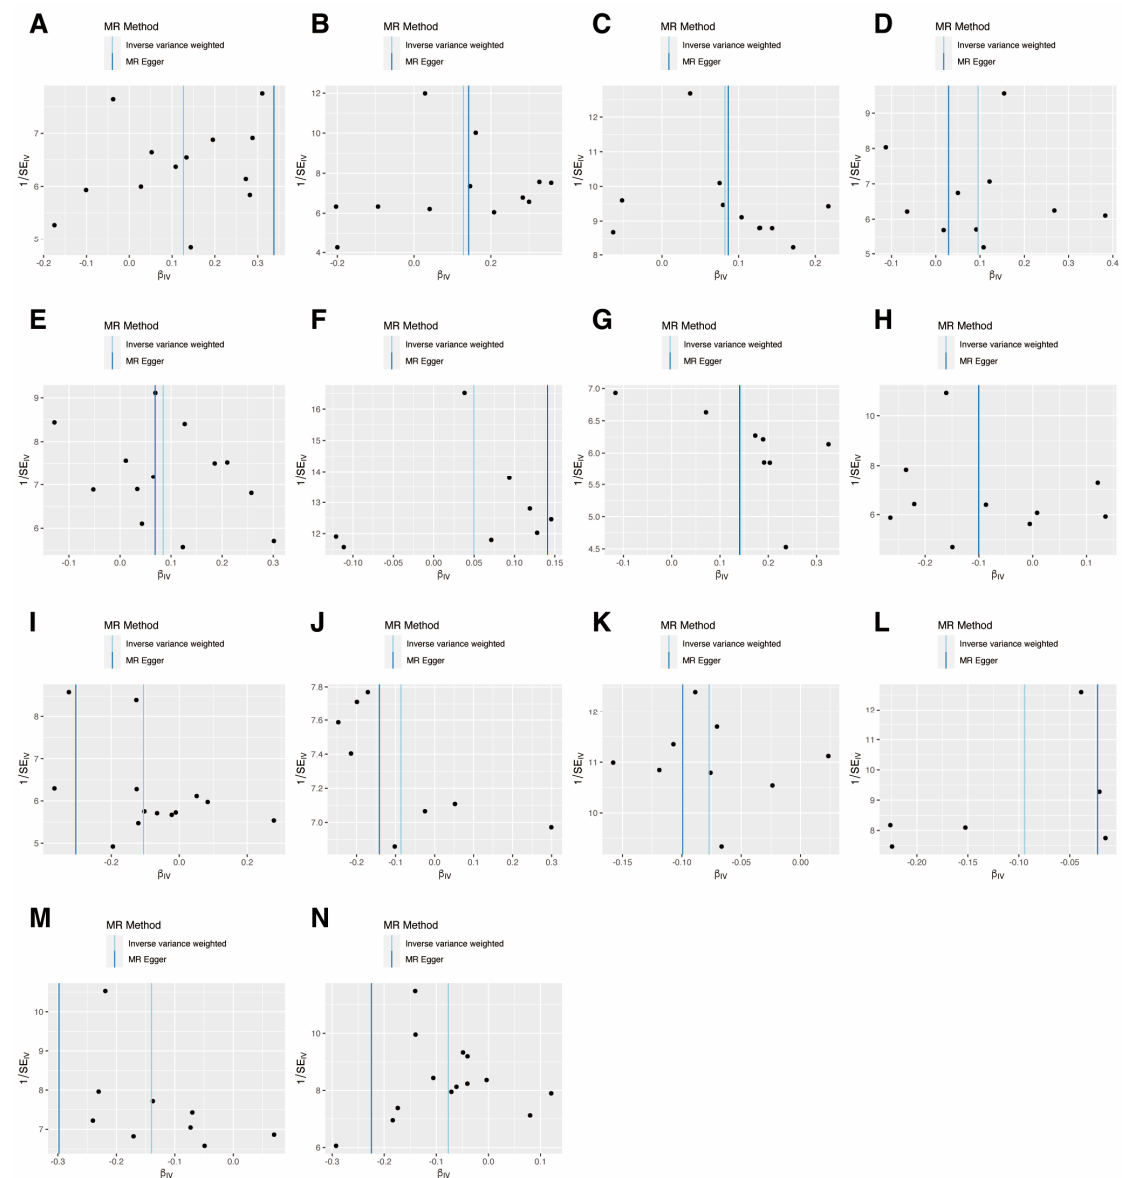 A
MR Method
Inverse variance weighted
MR Egger
1/SE_IV
7
6
5
-0.2 -0.1 0.0 0.1 0.2 0.3
β_IV
B
MR Method
Inverse variance weighted
MR Egger
1/SE_IV
12
10
8
6
4
-0.2 0.0 0.2
β_IV
C
MR Method
Inverse variance weighted
MR Egger
1/SE_IV
12
11
10
9
8
0.0 0.1 0.2
β_IV
D
MR Method
Inverse variance weighted
MR Egger
1/SE_IV
9
8
7
6
5
-0.1 0.0 0.1 0.2 0.3 0.4
β_IV
E
MR Method
Inverse variance weighted
MR Egger
1/SE_IV
9
8
7
6
-0.1 0.0 0.1 0.2 0.3
β_IV
F
MR Method
Inverse variance weighted
MR Egger
1/SE_IV
16
14
13
12
-0.10 -0.05 0.00 0.05 0.10 0.15
β_IV
G
MR Method
Inverse variance weighted
MR Egger
1/SE_IV
7.0
6.5
6.0
5.5
5.0
4.5
-0.1 0.0 0.1 0.2 0.3
β_IV
H
MR Method
Inverse variance weighted
MR Egger
1/SE_IV
10
8
6
-0.2 -0.1 0.0 0.1
β_IV
I
MR Method
Inverse variance weighted
MR Egger
1/SE_IV
8
7
6
5
-0.2 0.0 0.2
β_IV
J
MR Method
Inverse variance weighted
MR Egger
1/SE_IV
7.8
7.6
7.4
7.2
7.0
-0.2 -0.1 0.0 0.1 0.2 0.3
β_IV
K
MR Method
Inverse variance weighted
MR Egger
1/SE_IV
12
11
10
-0.15 -0.10 -0.05 0.00
β_IV
L
MR Method
Inverse variance weighted
MR Egger
1/SE_IV
12
11
10
9
8
-0.20 -0.15 -0.10 -0.05
β_IV
M
MR Method
Inverse variance weighted
MR Egger
1/SE_IV
10
9
8
7
-0.3 -0.2 -0.1 0.0
β_IV
N
MR Method
Inverse variance weighted
MR Egger
1/SE_IV
10
8
6
-0.3 -0.2 -0.1 0.0 0.1
β_IV